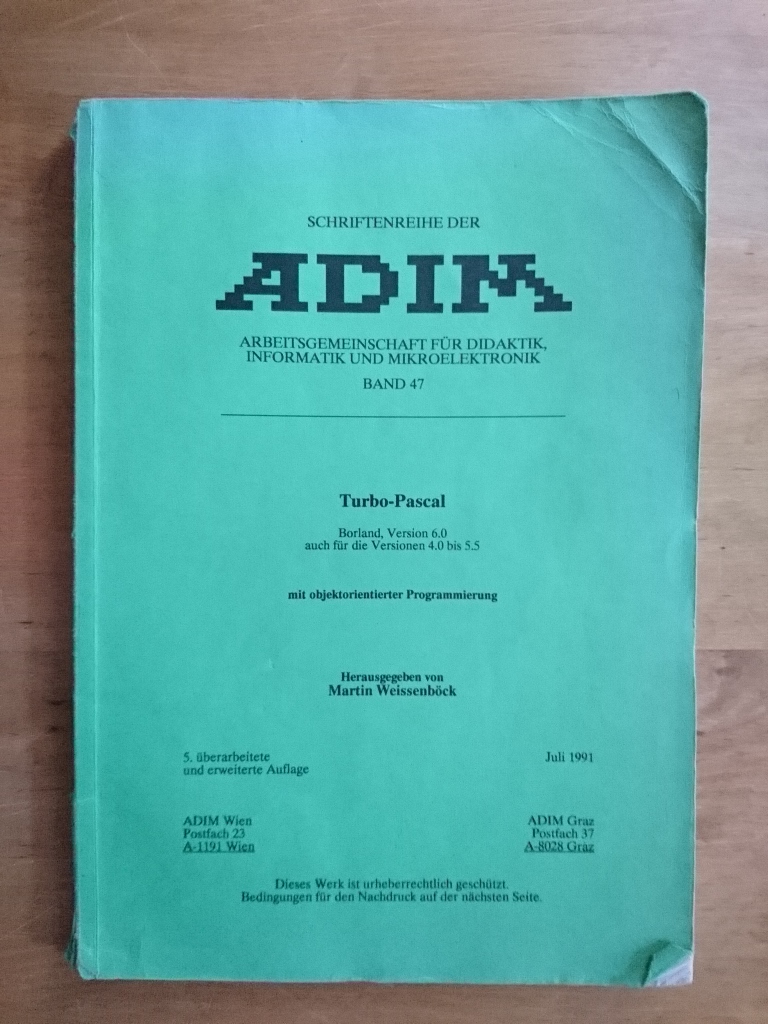 SCHRIFTENREIHE DER
ADIM
ARBEITSGEMEINSCHAFT FÜR DIDAKTIK,
INFORMATIK UND MIKROELEKTRONIK
BAND 47
Turbo-Pascal
Borland, Version 6.0
auch für die Versionen 4.0 bis 5.5
mit objektorientierter Programmierung
Herausgegeben von
Martin Weissenböck
5. überarbeitete
und erweiterte Auflage
Juli 1991
ADIM Wien
Postfach 23
A-1191 Wien
ADIM Graz
Postfach 37
A-8028 Graz
Dieses Werk ist urheberrechtlich geschützt.
Bedingungen für den Nachdruck auf der nächsten Seite.